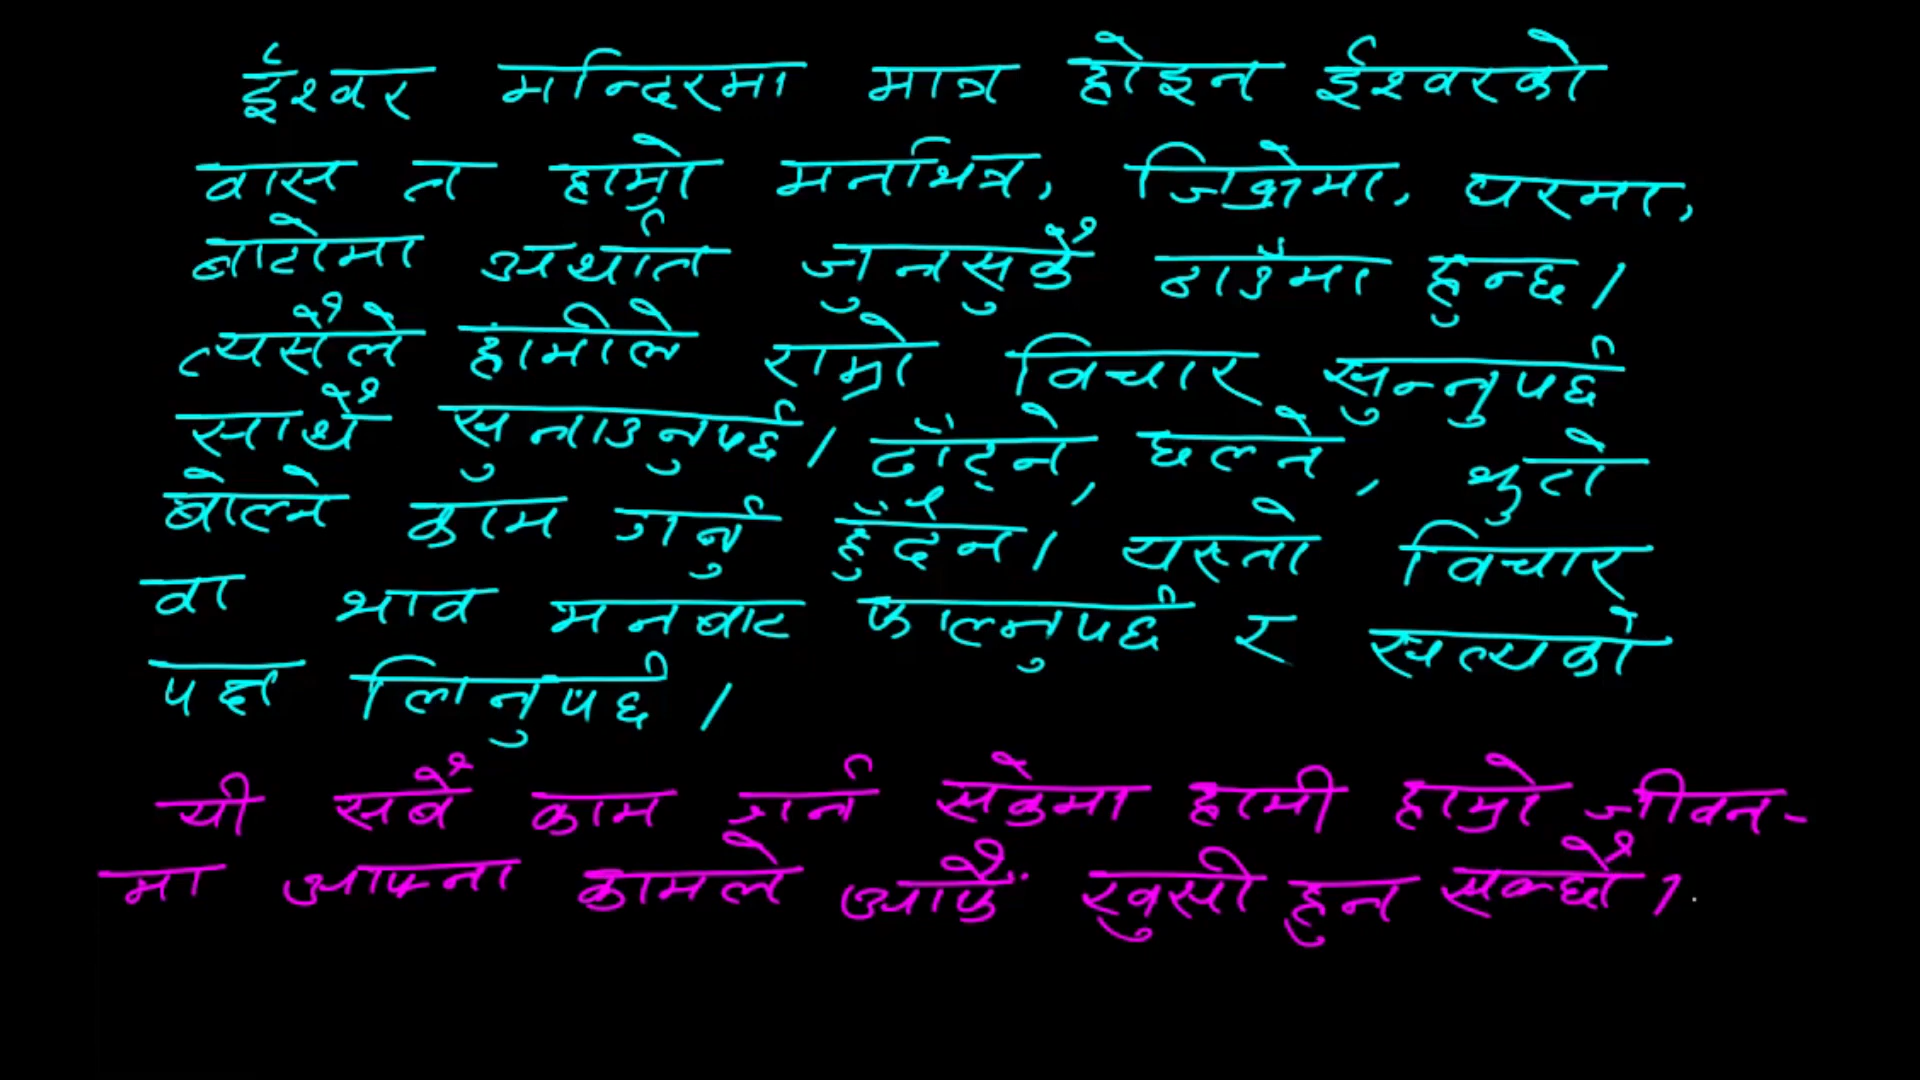 ईश्वर मन्दिरमा मात्र होइन ईश्वरको
वास त हाम्रो मनभित्र, जिब्रोमा, घरमा,
बाटोमा अर्थात जुनसुकै ठाउँमा हुन्छ।
त्यसैले हामीले राम्रो विचार सुन्नुपर्छ
साथै सुनाउनुपर्छ। ढाँट्ने, छल्ने, झुटो
बोल्ने काम गर्नु हुँदैन। यस्तो विचार
वा भाव मनबाट फाल्नुपर्छ र सत्यको
पक्ष लिनुपर्छ।
यी सबै काम गर्न सकेमा हामी हाम्रो जीवन-
मा आफ्ना कामले आफैँ खुसी हुन सक्छौ।